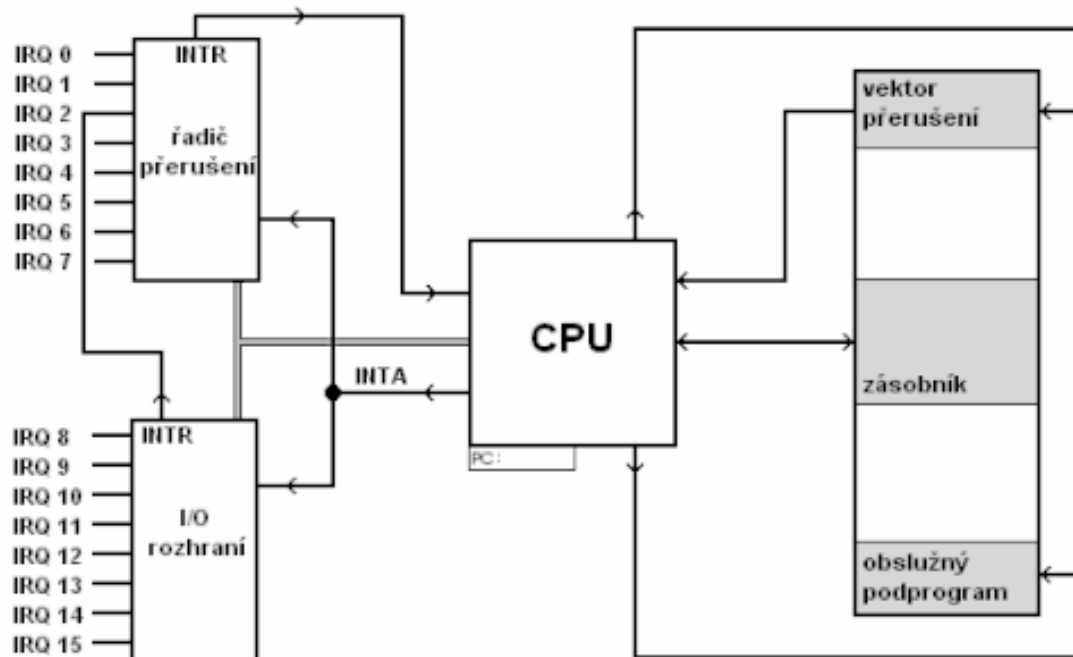 IRQ 0
IRQ 1
IRQ 2
IRQ 3
IRQ 4
IRQ 5
IRQ 6
IRQ 7
INTR
řadič
přerušení
IRQ 8
IRQ 9
IRQ 10
IRQ 11
IRQ 12
IRQ 13
IRQ 14
IRQ 15
INTR
I/O
rozhraní
INTA
CPU
PC:
vektor
přerušení
zásobník
obslužný
podprogram